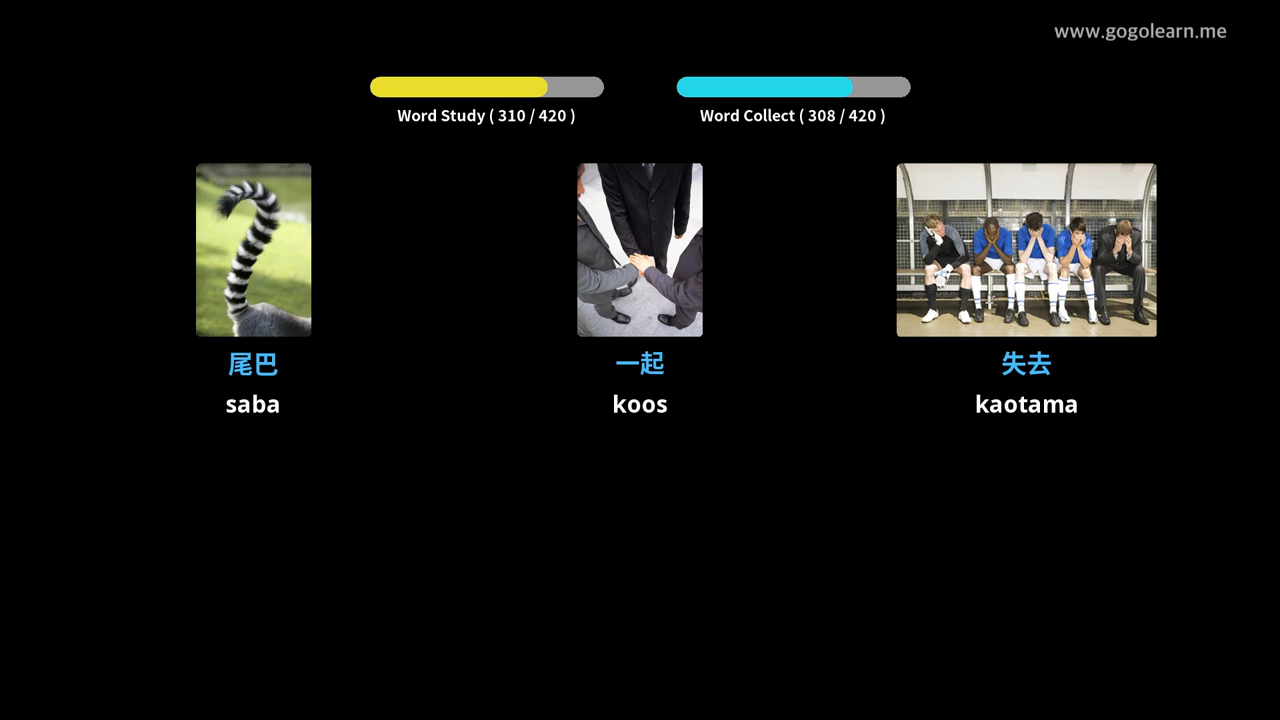 www.gogolearn.me
Word Study ( 310 / 420 )
Word Collect ( 308 / 420 )
尾巴
saba
一起
koos
失去
kaotama